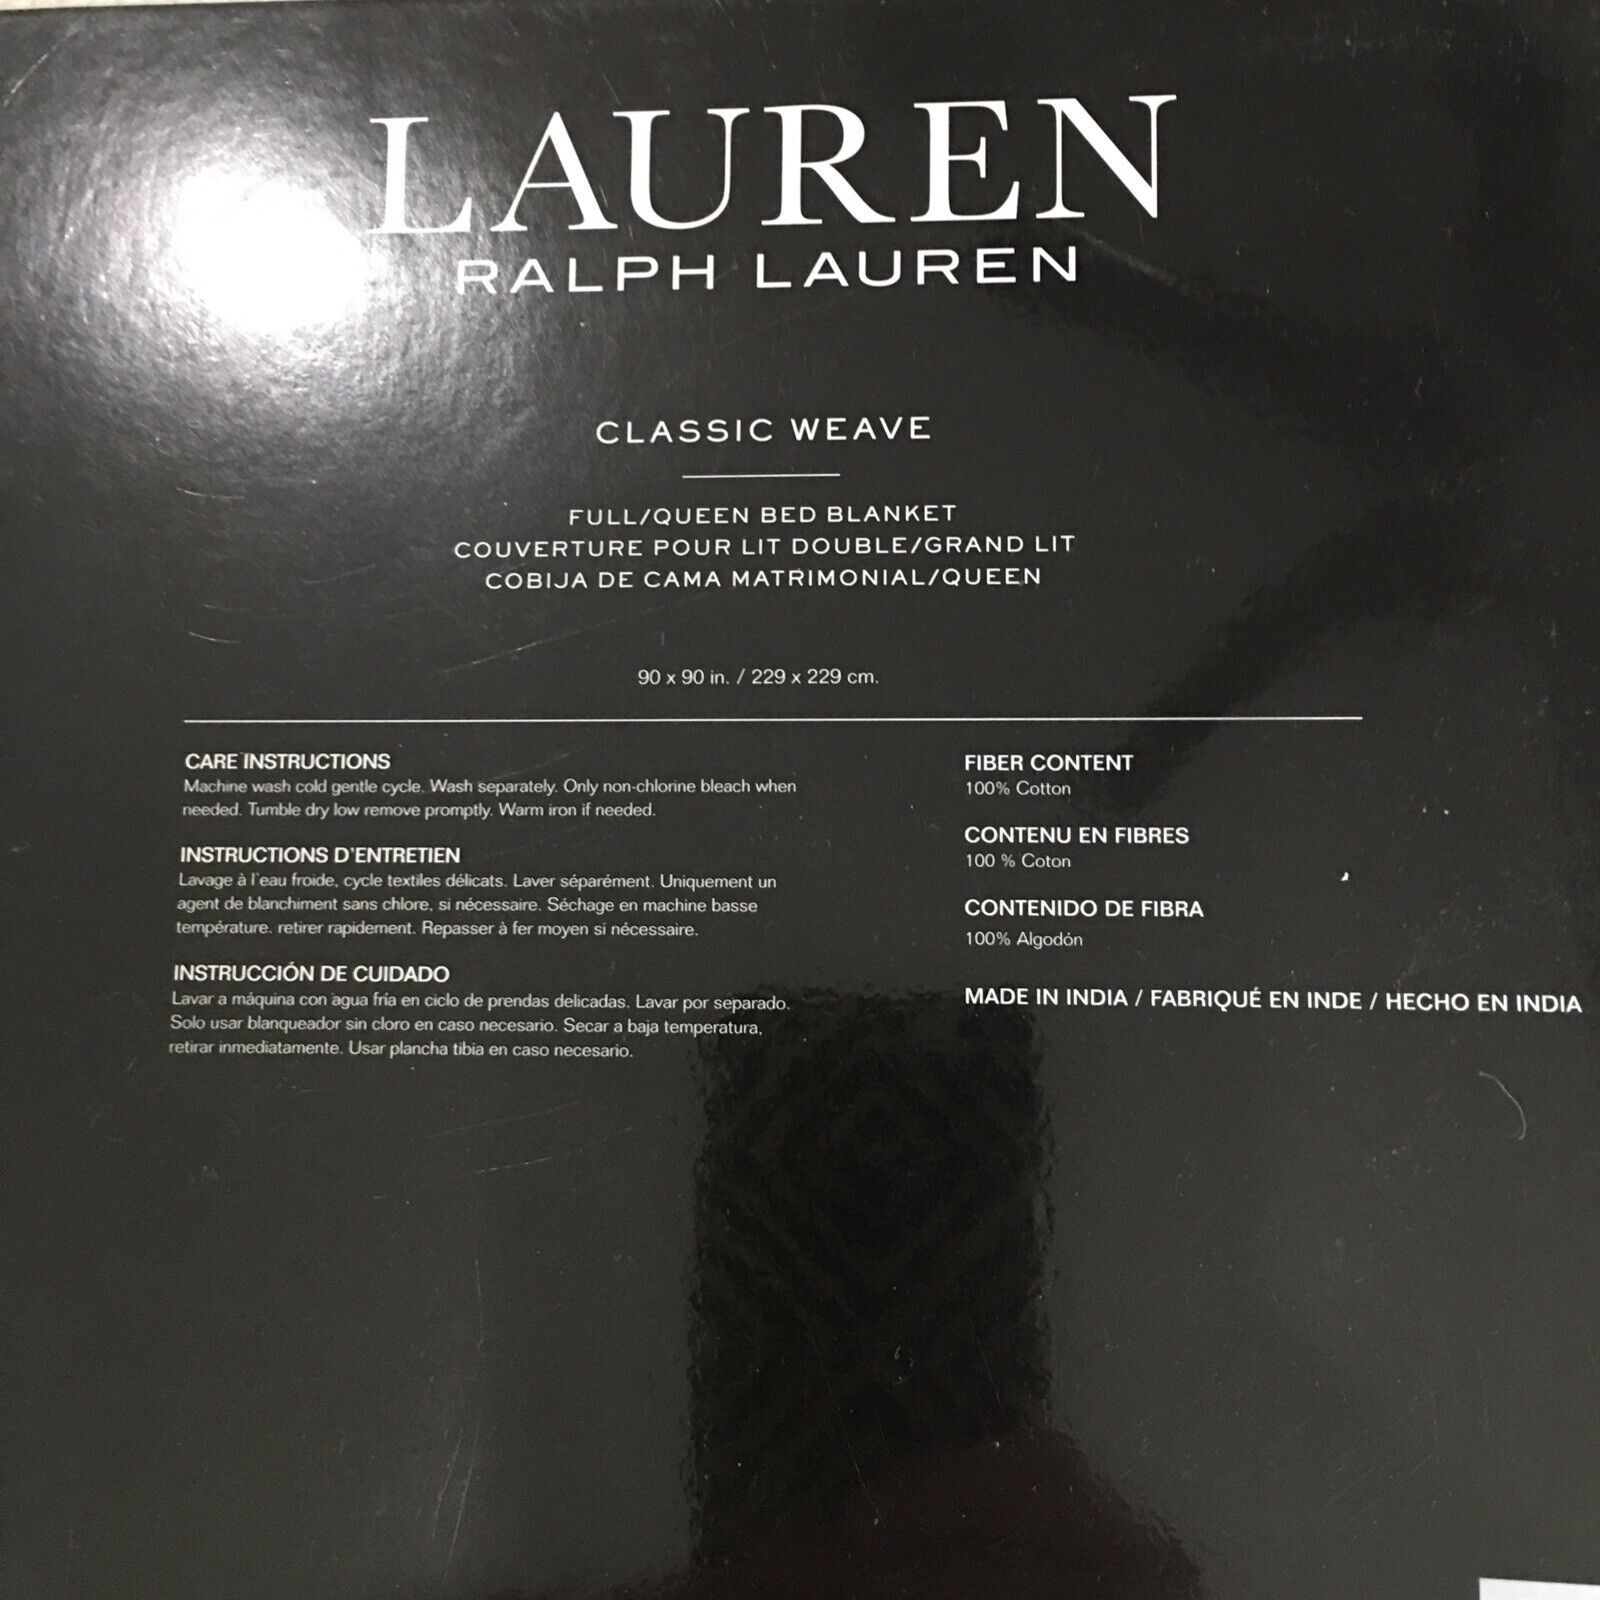 LAUREN
RALPH LAUREN
CLASSIC WEAVE
FULL/QUEEN BED BLANKET
COUVERTURE POUR LIT DOUBLE/GRAND LIT
COBIJA DE CAMA MATRIMONIAL/QUEEN
90 x 90 in. / 229 x 229 cm.
CARE INSTRUCTIONS
Machine wash cold gentle cycle. Wash separately. Only non-chlorine bleach when
needed. Tumble dry low remove promptly. Warm iron if needed.
INSTRUCTIONS D'ENTRETIEN
Lavage à l'eau froide, cycle textiles délicats. Laver séparément. Uniquement un
agent de blanchiment sans chlore, si nécessaire. Séchage en machine basse
température. retirer rapidement. Repasser à fer moyen si nécessaire.
INSTRUCCIÓN DE CUIDADO
Lavar a máquina con agua fría en ciclo de prendas delicadas. Lavar por separado.
Solo usar blanqueador sin cloro en caso necesario. Secar a baja temperatura,
retirar inmediatamente. Usar plancha tibia en caso necesario.
FIBER CONTENT
100% Cotton
CONTENU EN FIBRES
100 % Coton
CONTENIDO DE FIBRA
100% Algodón
MADE IN INDIA / FABRIQUÉ EN INDE / HECHO EN INDIA